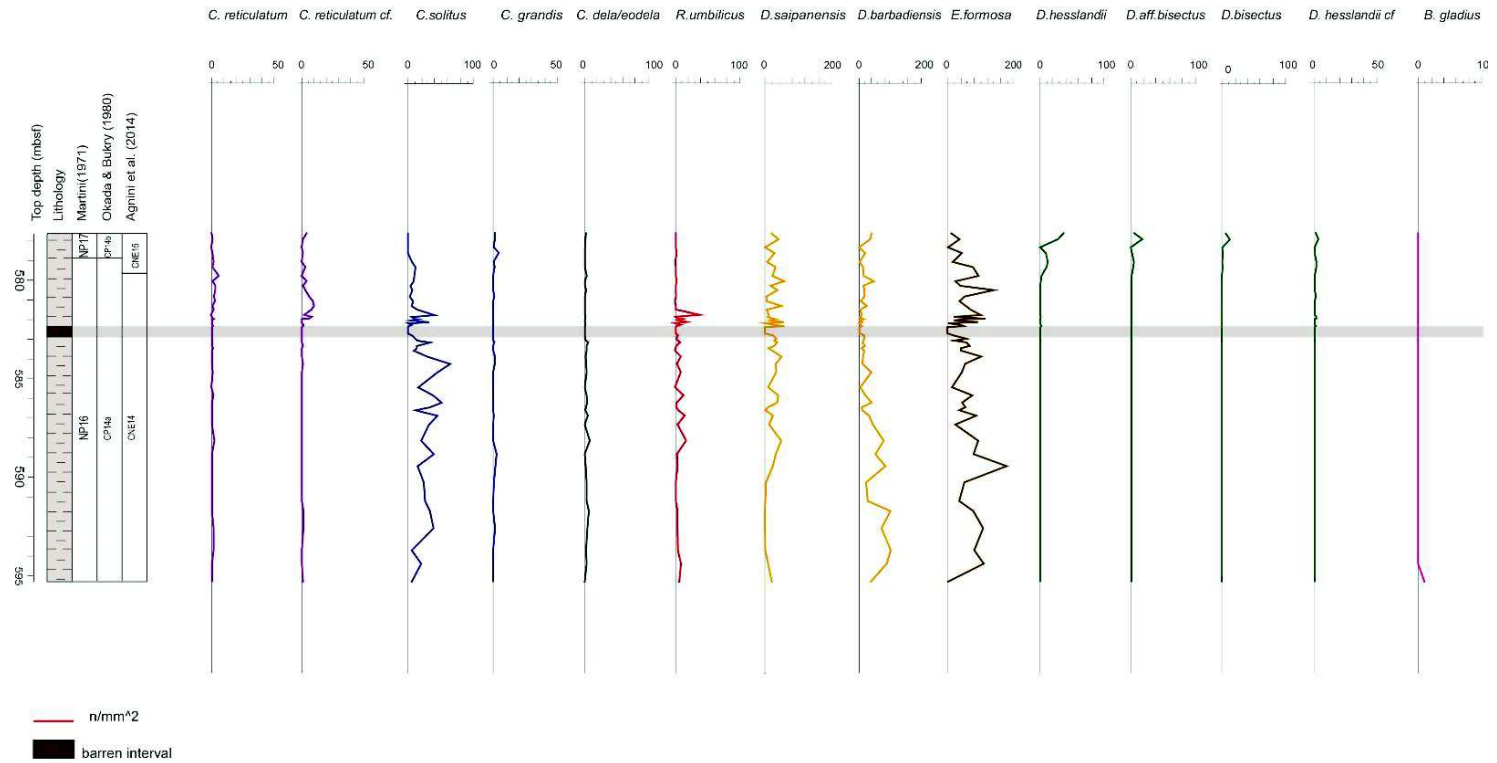 C. reticulatum C. reticulatum cf. C.solitus C. grandis C. dela/eodela R.umbilicus D.saipanensis D.barbadiensis E.formosa D.hesslandii D.aff.bisectus D.bisectus D. hesslandii cf B. gladius
0 50 0 50 0 100 0 100 0 100 0 100 0 200 0 200 0 200 0 100 0 100 0 100 0 50 0 10
Top depth (mbsf)
Lithology
Martini(1971)
Okada & Bukry (1980)
Agnini et al. (2014)
NP17
CP14b
CNE15
580
585
NP16
CP14a
CNE14
590
595
n/mm^2
barren interval